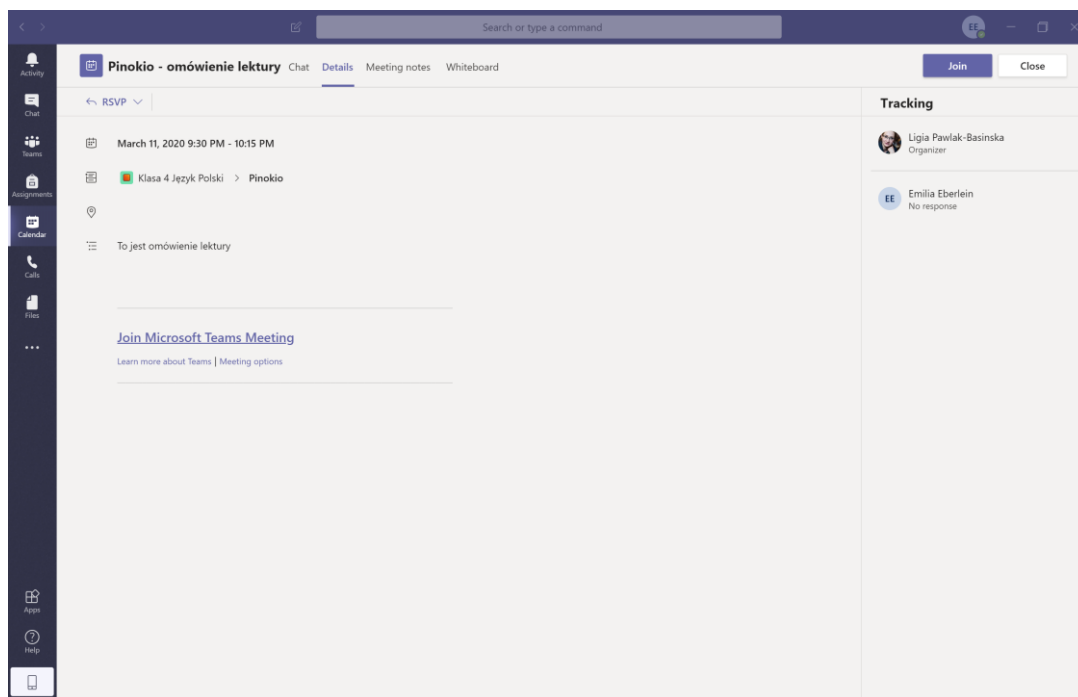 Search or type a command
EE
Activity
Chat
Teams
Assignments
Calendar
Calls
Files
Apps
Help
Pinokio - omówienie lektury Chat Details Meeting notes Whiteboard
Join Close
RSVP
March 11, 2020 9:30 PM - 10:15 PM
Klasa 4 Język Polski > Pinokio
To jest omówienie lektury
Join Microsoft Teams Meeting
Learn more about Teams | Meeting options
Tracking
Ligia Pawlak-Basinska
Organizer
EE
Emilia Eberlein
No response